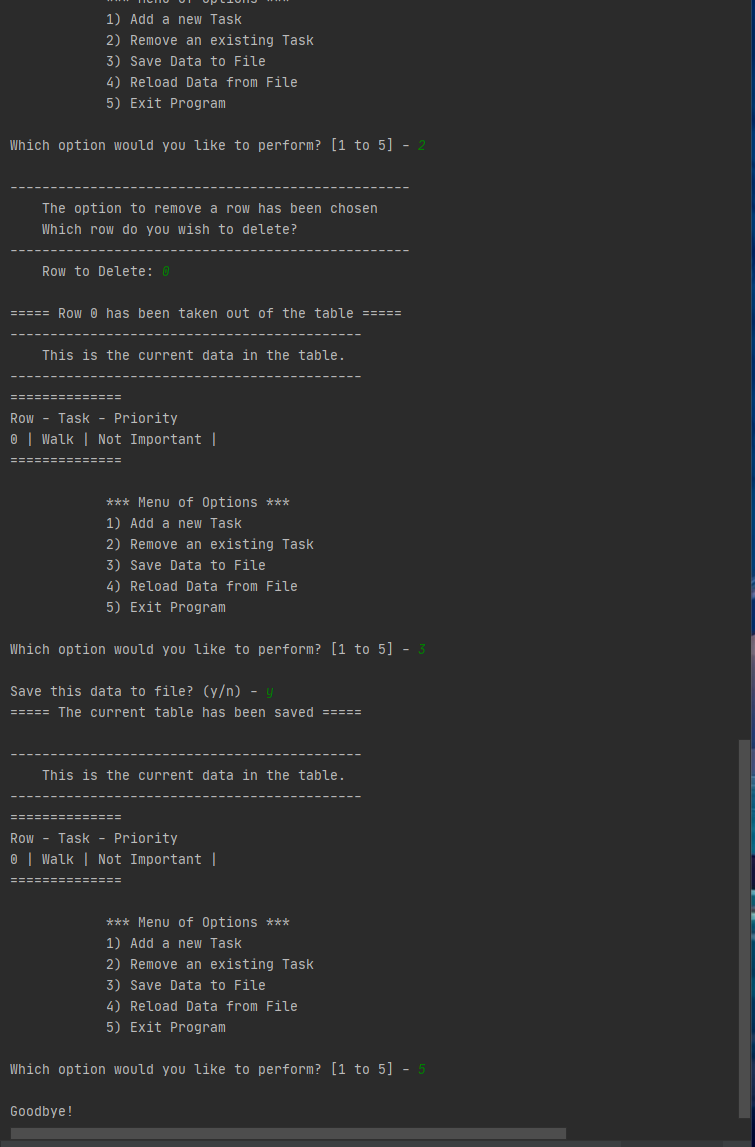 *** Menu of Options ***
1) Add a new Task
2) Remove an existing Task
3) Save Data to File
4) Reload Data from File
5) Exit Program
Which option would you like to perform? [1 to 5] - 2
--------------------------------------------------
The option to remove a row has been chosen
Which row do you wish to delete?
--------------------------------------------------
Row to Delete: 0
===== Row 0 has been taken out of the table =====
--------------------------------------------
This is the current data in the table.
--------------------------------------------
==============
Row - Task - Priority
0 | Walk | Not Important |
==============
*** Menu of Options ***
1) Add a new Task
2) Remove an existing Task
3) Save Data to File
4) Reload Data from File
5) Exit Program
Which option would you like to perform? [1 to 5] - 3
Save this data to file? (y/n) - y
===== The current table has been saved =====
--------------------------------------------
This is the current data in the table.
--------------------------------------------
==============
Row - Task - Priority
0 | Walk | Not Important |
==============
*** Menu of Options ***
1) Add a new Task
2) Remove an existing Task
3) Save Data to File
4) Reload Data from File
5) Exit Program
Which option would you like to perform? [1 to 5] - 5
Goodbye!